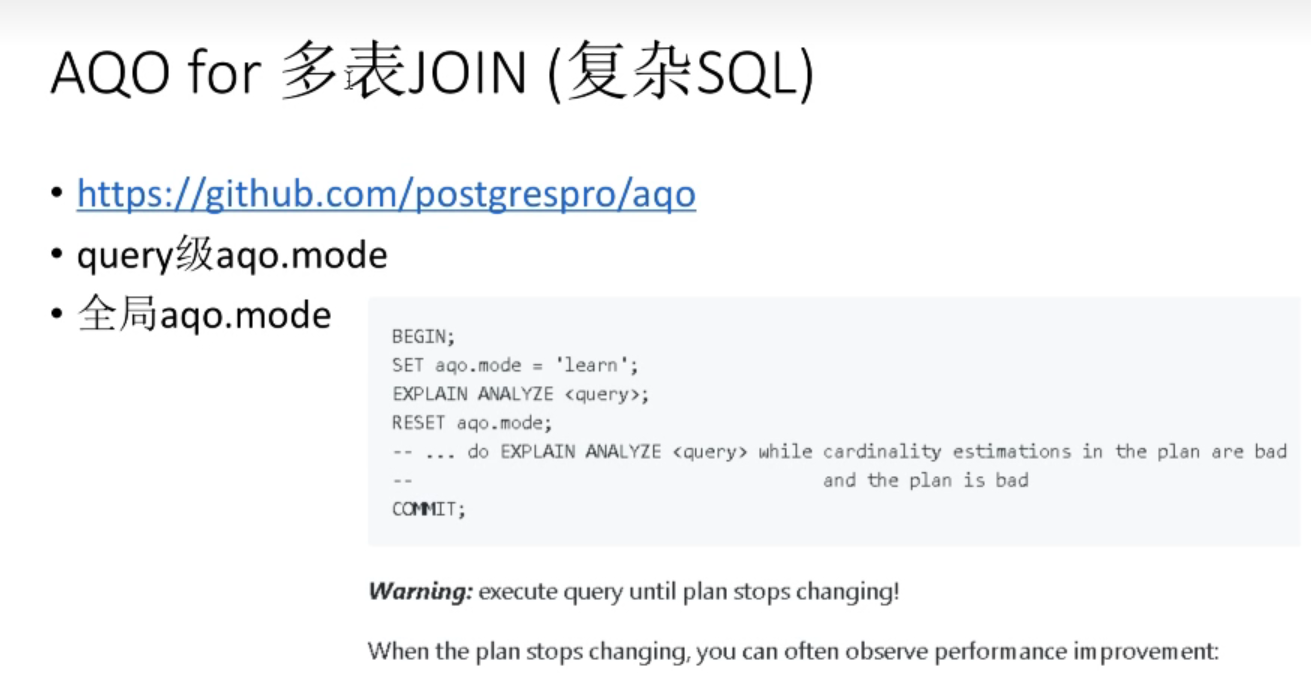 AQO for 多表JOIN (复杂SQL)
• https://github.com/postgrespro/aqo
• query级aqo.mode
• 全局aqo.mode
BEGIN;
SET aqo.mode = 'learn';
EXPLAIN ANALYZE <query>;
RESET aqo.mode;
-- ... do EXPLAIN ANALYZE <query> while cardinality estimations in the plan are bad
-- and the plan is bad
COMMIT;
Warning: execute query until plan stops changing!
When the plan stops changing, you can often observe performance improvement: